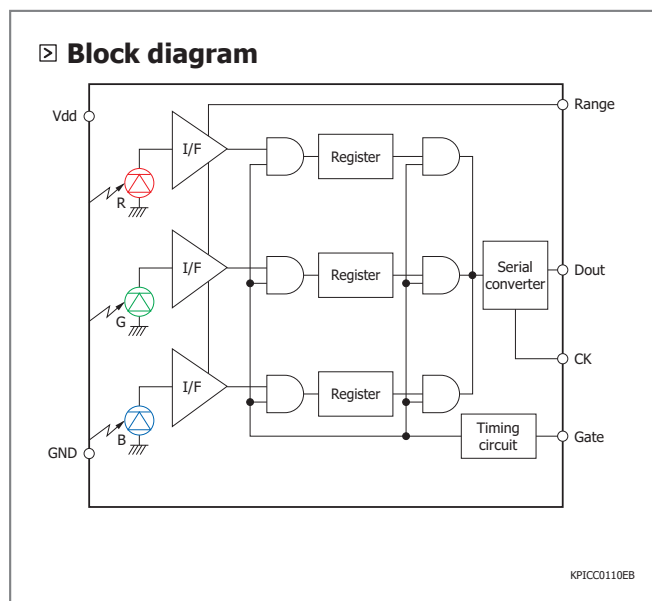 Block diagram
Vdd
Range
I/F
Register
R
I/F
Register
Serial
converter
Dout
G
I/F
Register
CK
B
Timing
circuit
Gate
GND
KPICC0110EB